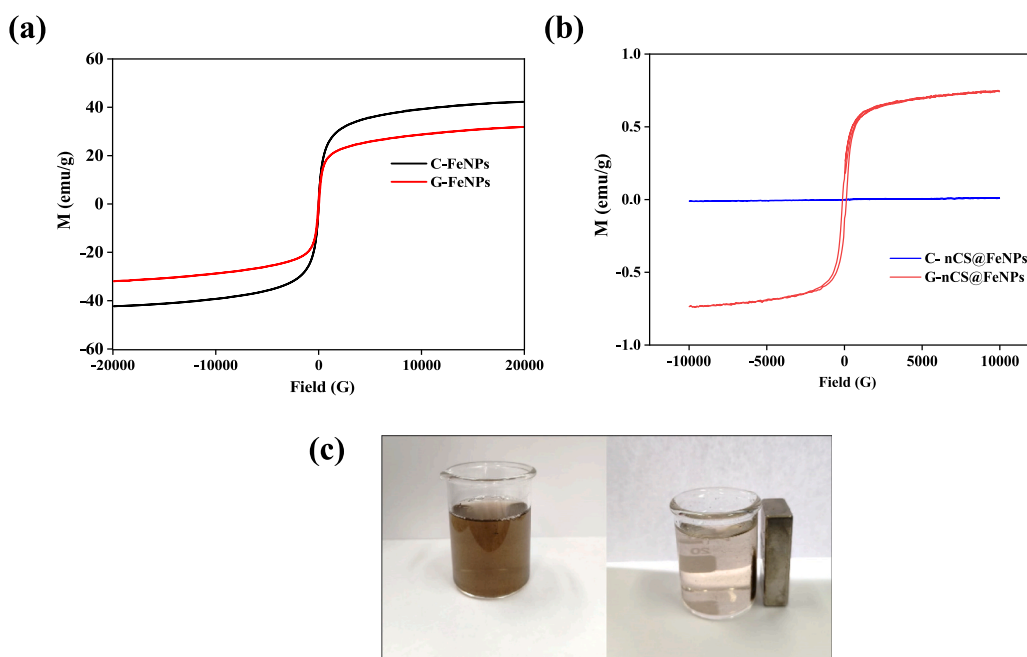 (a)
60
40
20
0
-20
-40
-60
M (emu/g)
C-FeNPs
G-FeNPs
-20000
-10000
0
10000
20000
Field (G)
(b)
1.0
0.5
0.0
-0.5
-1.0
M (emu/g)
C- nCS@FeNPs
G-nCS@FeNPs
-10000
-5000
0
5000
10000
Field (G)
(c)